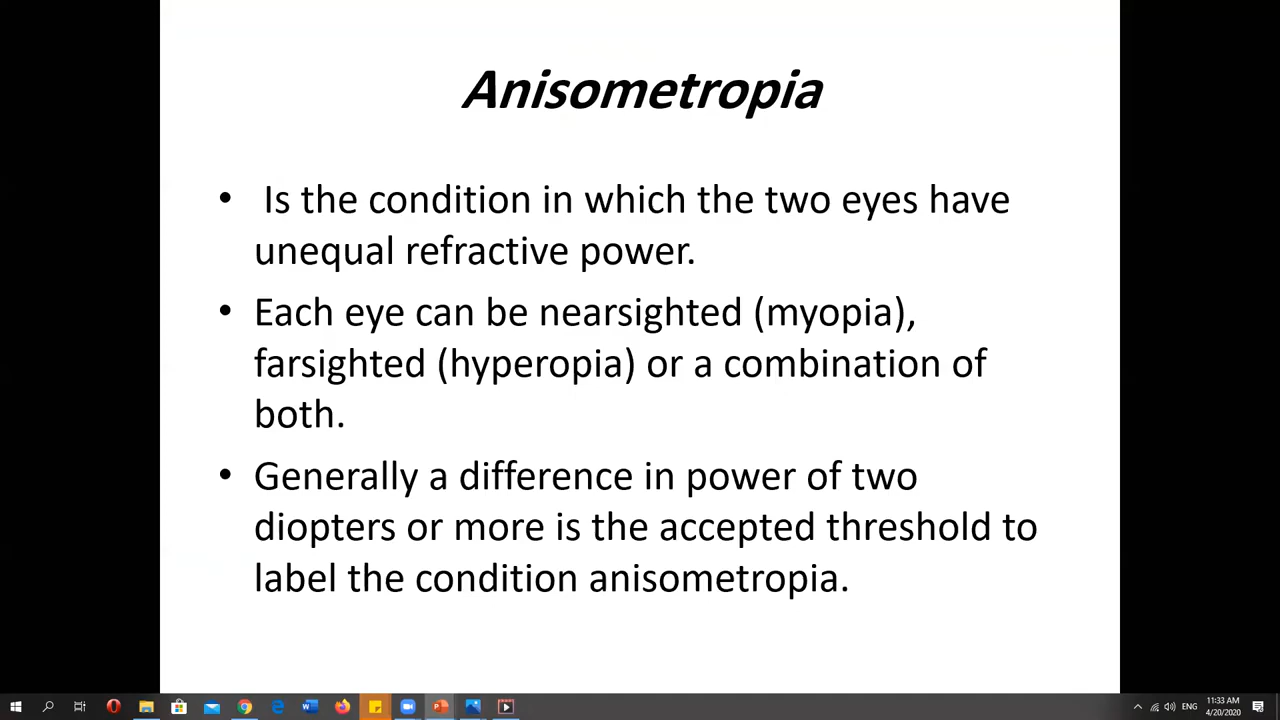 Anisometropia
• Is the condition in which the two eyes have
unequal refractive power.
• Each eye can be nearsighted (myopia),
farsighted (hyperopia) or a combination of
both.
• Generally a difference in power of two
diopters or more is the accepted threshold to
label the condition anisometropia.
ENG
11:33 AM
4/20/2020